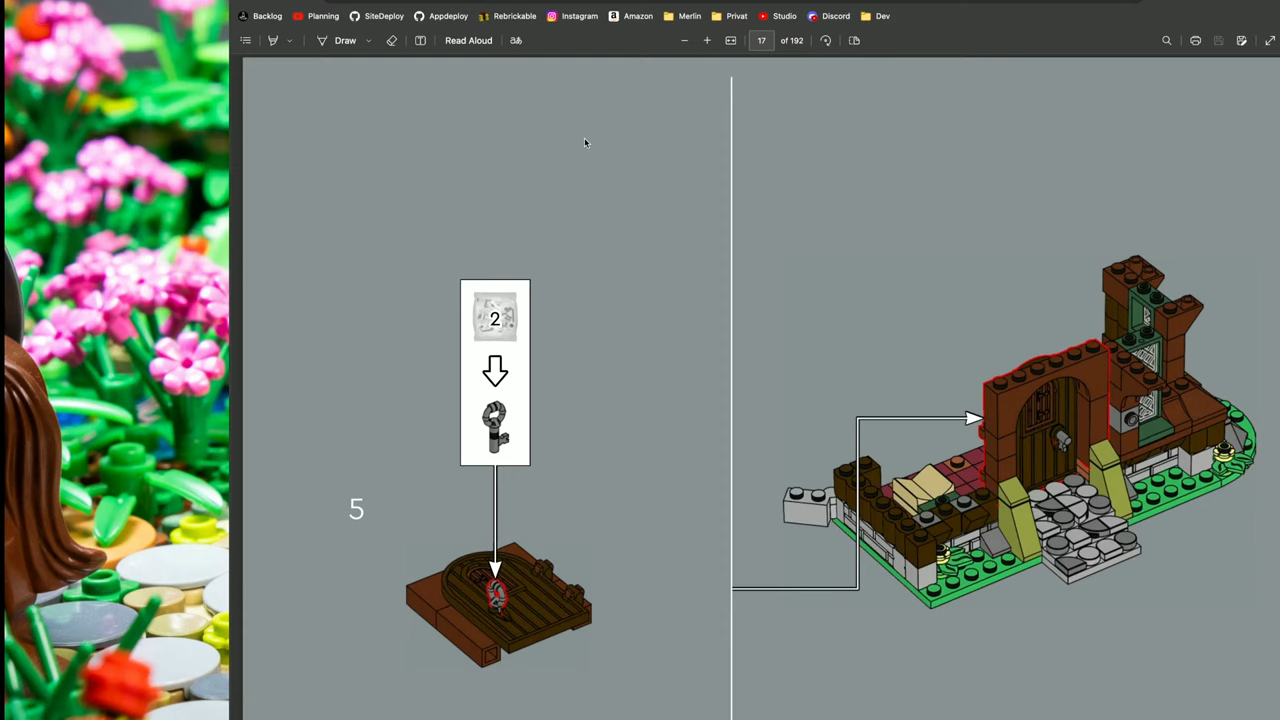 Backlog Planning SiteDeploy Appdeploy Rebrickable Instagram Amazon Merlin Privat Studio Discord Dev
Draw Read Aloud 17 of 192
2
5